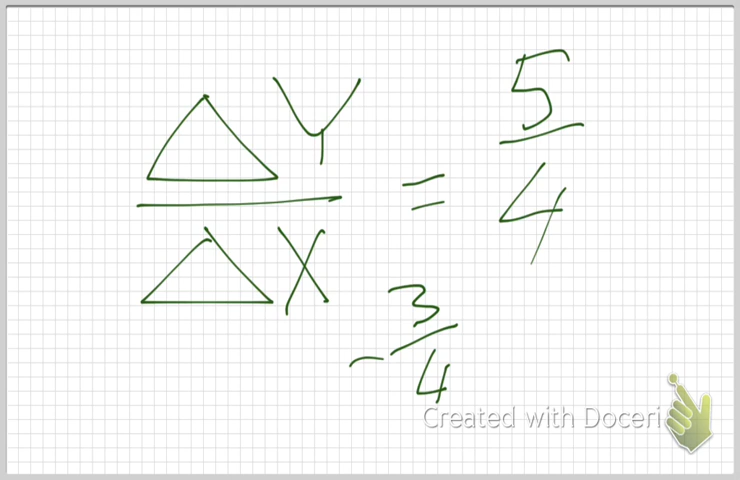 ΔY/ΔX = 5/4
-3/4
Created with Doceri